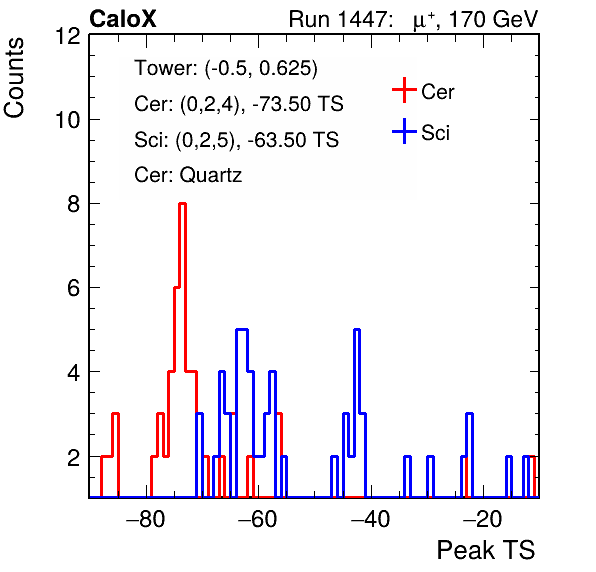 CaloX Run 1447: μ⁺, 170 GeV
Counts
12
10
8
6
4
2
Tower: (-0.5, 0.625)
Cer: (0,2,4), -73.50 TS
Sci: (0,2,5), -63.50 TS
Cer: Quartz
Cer
Sci
−80 −60 −40 −20
Peak TS